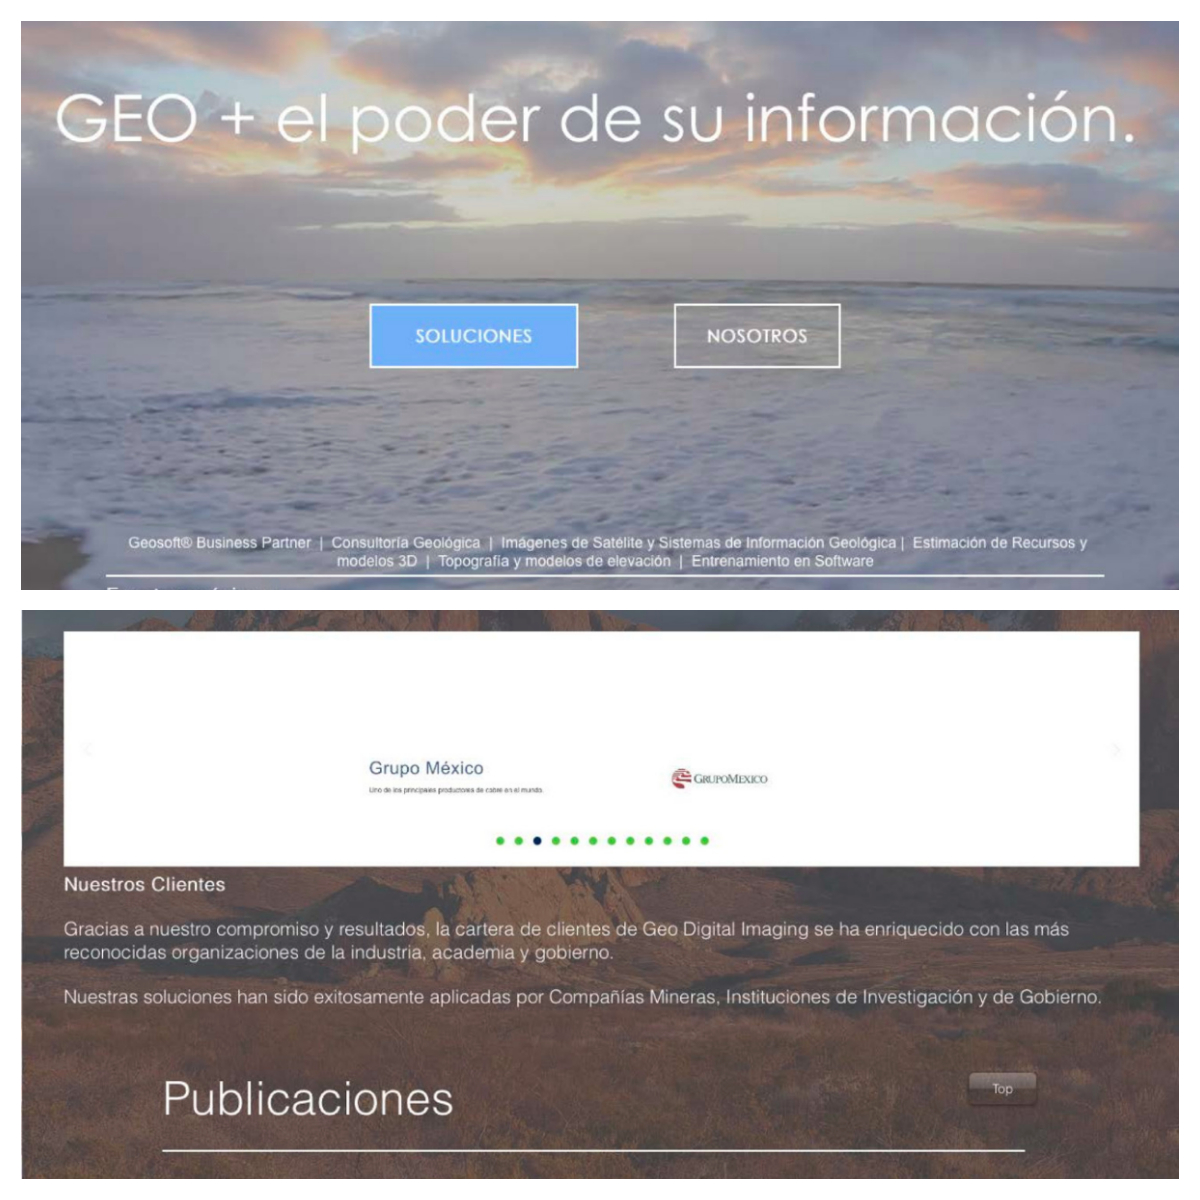 GEO + el poder de su información.
SOLUCIONES
NOSOTROS
Geosoft® Business Partner | Consultoría Geológica | Imágenes de Satélite y Sistemas de Información Geológica | Estimación de Recursos y
modelos 3D | Topografía y modelos de elevación | Entrenamiento en Software
Grupo México
Uno de los principales productores de cobre en el mundo.
GRUPOMEXICO
Nuestros Clientes
Gracias a nuestro compromiso y resultados, la cartera de clientes de Geo Digital Imaging se ha enriquecido con las más
reconocidas organizaciones de la industria, academia y gobierno.
Nuestras soluciones han sido exitosamente aplicadas por Compañías Mineras, Instituciones de Investigación y de Gobierno.
Publicaciones
Top